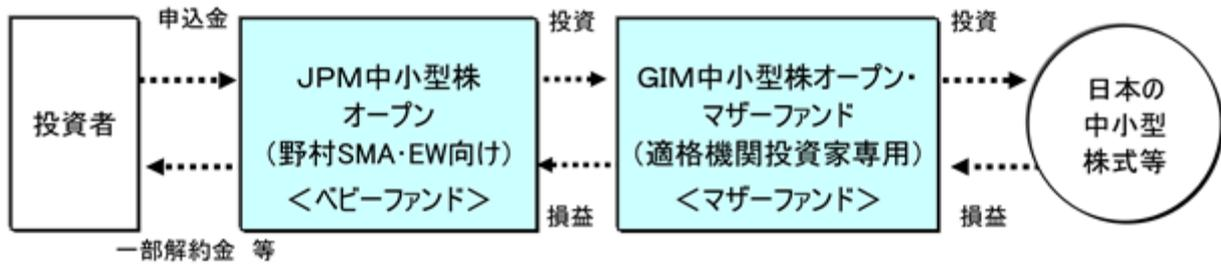 申込金
投資
投資
投資者
JPM中小型株
オープン
（野村SMA・EW向け）
＜ベビーファンド＞
GIM中小型株オープン・
マザーファンド
（適格機関投資家専用）
＜マザーファンド＞
日本の
中小型
株式等
損益
損益
一部解約金 等